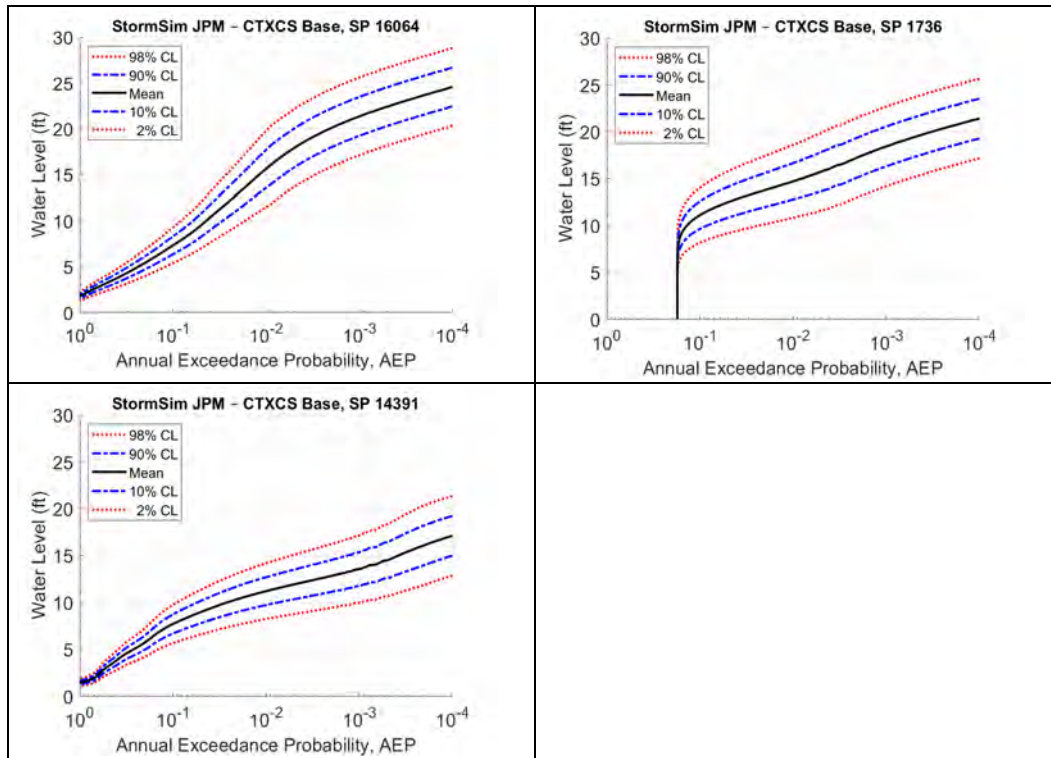 StormSim JPM – CTXCS Base, SP 16064
30
25
20
15
10
5
0
98% CL
90% CL
Mean
10% CL
2% CL
Water Level (ft)
10^0
10^-1
10^-2
10^-3
10^-4
Annual Exceedance Probability, AEP
StormSim JPM – CTXCS Base, SP 1736
30
25
20
15
10
5
0
98% CL
90% CL
Mean
10% CL
2% CL
Water Level (ft)
10^0
10^-1
10^-2
10^-3
10^-4
Annual Exceedance Probability, AEP
StormSim JPM – CTXCS Base, SP 14391
30
25
20
15
10
5
0
98% CL
90% CL
Mean
10% CL
2% CL
Water Level (ft)
10^0
10^-1
10^-2
10^-3
10^-4
Annual Exceedance Probability, AEP